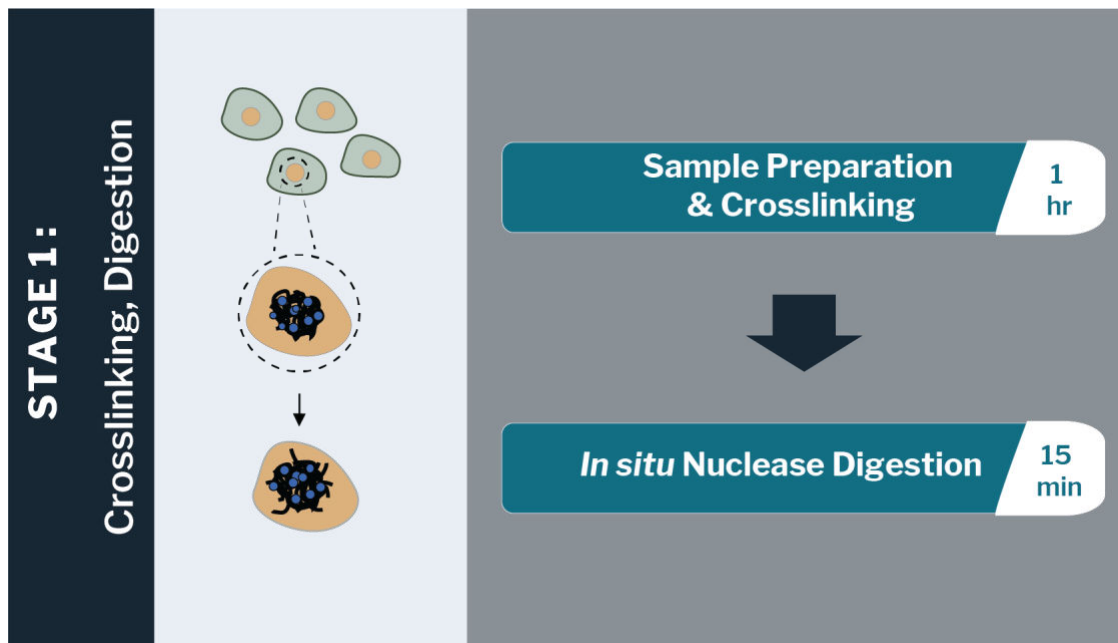 STAGE 1:
Crosslinking, Digestion
Sample Preparation
& Crosslinking
1
hr
In situ Nuclease Digestion
15
min